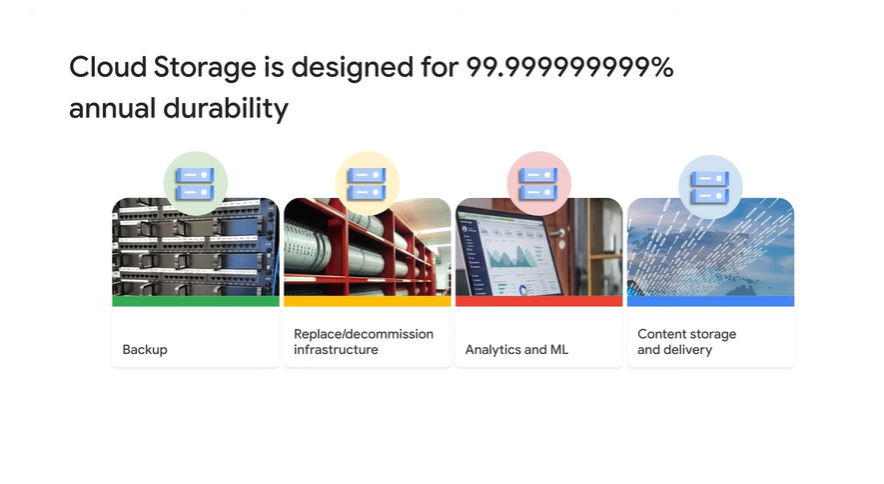 Cloud Storage is designed for 99.999999999%
annual durability
Backup
Replace/decommission
infrastructure
Analytics and ML
Content storage
and delivery